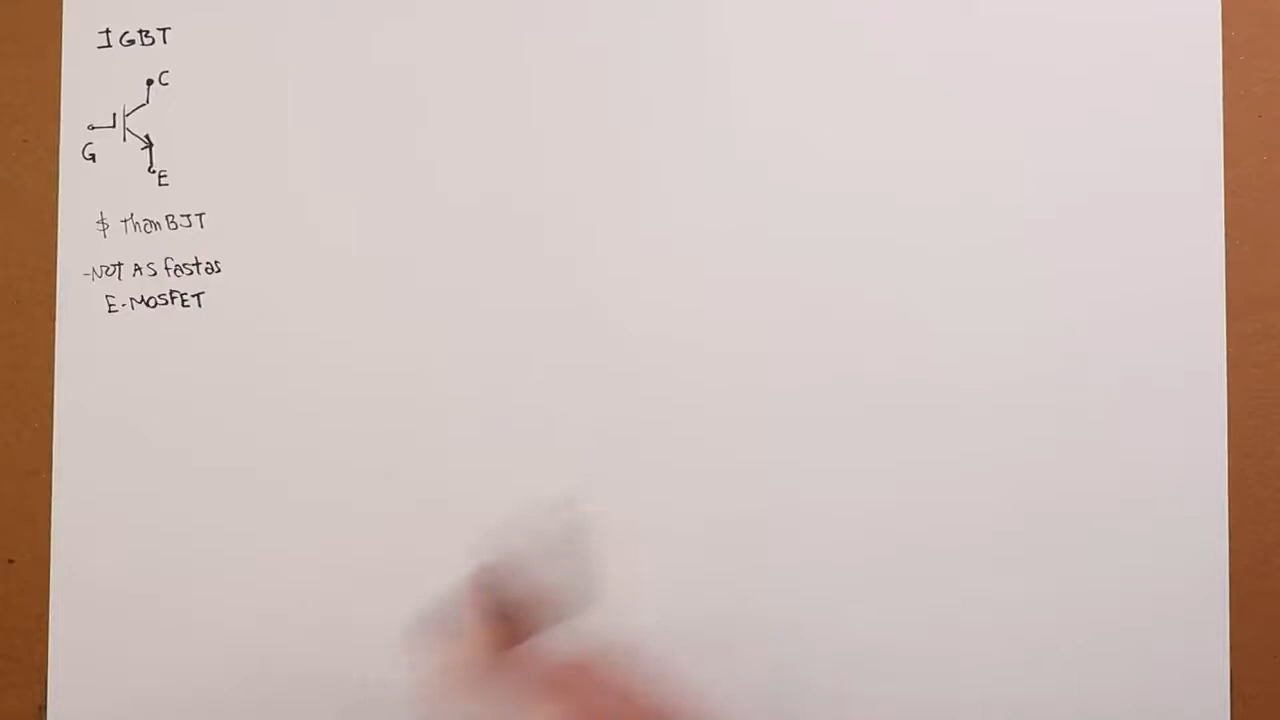 IGBT
C
G
E
$ than BJT
-NOT AS fast as
E-MOSFET